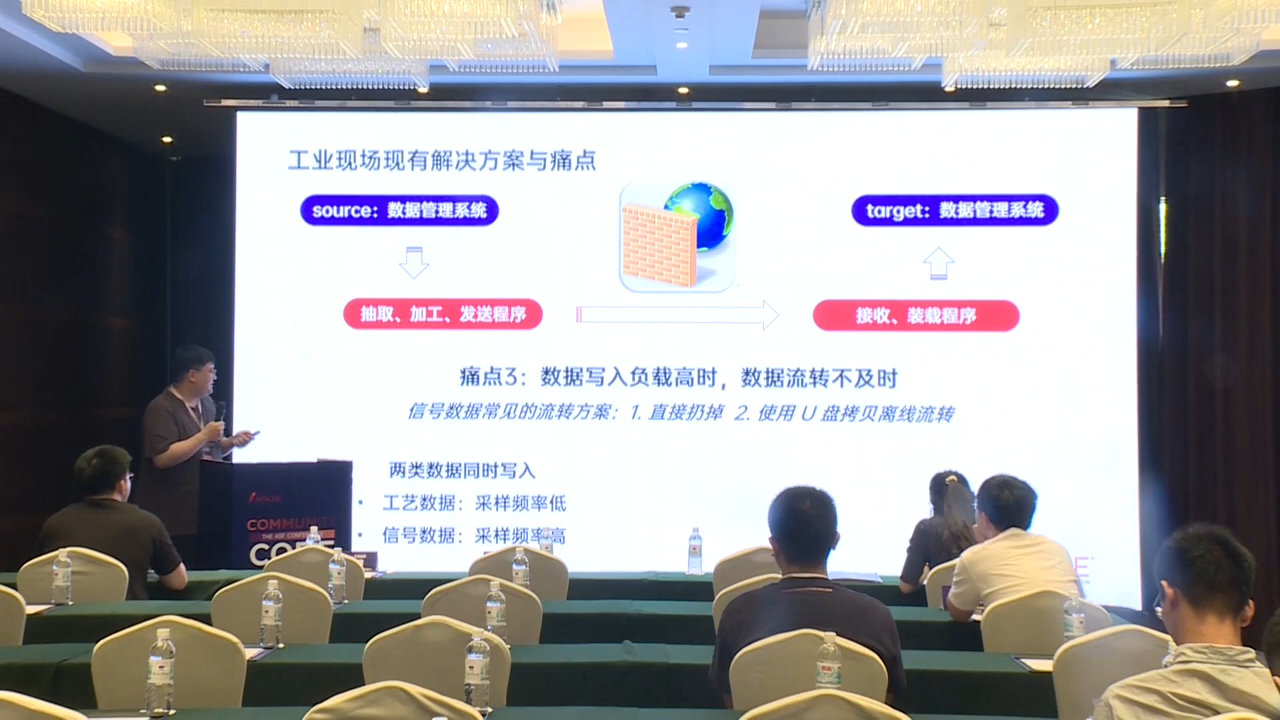 工业现场现有解决方案与痛点
source：数据管理系统
target：数据管理系统
抽取、加工、发送程序
接收、装载程序
痛点3：数据写入负载高时，数据流转不及时
信号数据常见的流转方案：1. 直接扔掉 2. 使用 U 盘拷贝离线流转
两类数据同时写入
• 工艺数据：采样频率低
• 信号数据：采样频率高
APACHE
COMMUNITY
THE ASF CONFERENCE